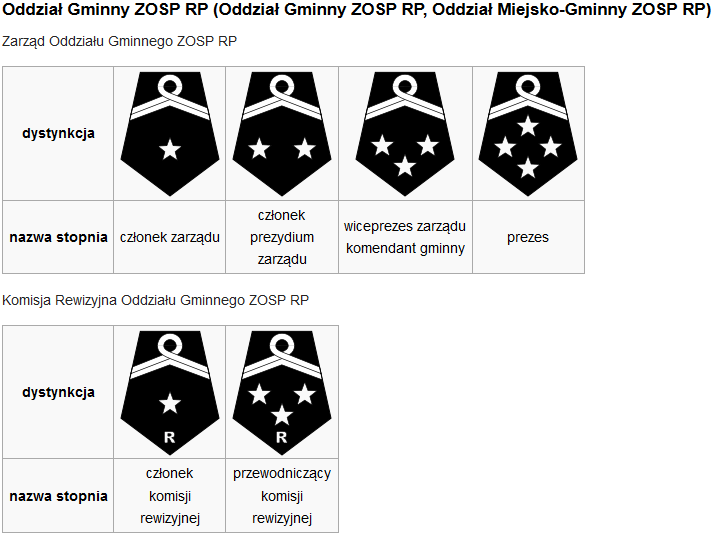 Oddział Gminny ZOSP RP (Oddział Gminny ZOSP RP, Oddział Miejsko-Gminny ZOSP RP)
Zarząd Oddziału Gminnego ZOSP RP
dystynkcja
nazwa stopnia
członek zarządu
członek
prezydium
zarządu
wiceprezes zarządu
komendant gminny
prezes
Komisja Rewizyjna Oddziału Gminnego ZOSP RP
dystynkcja
R
R
nazwa stopnia
członek
komisji
rewizyjnej
przewodniczący
komisji
rewizyjnej